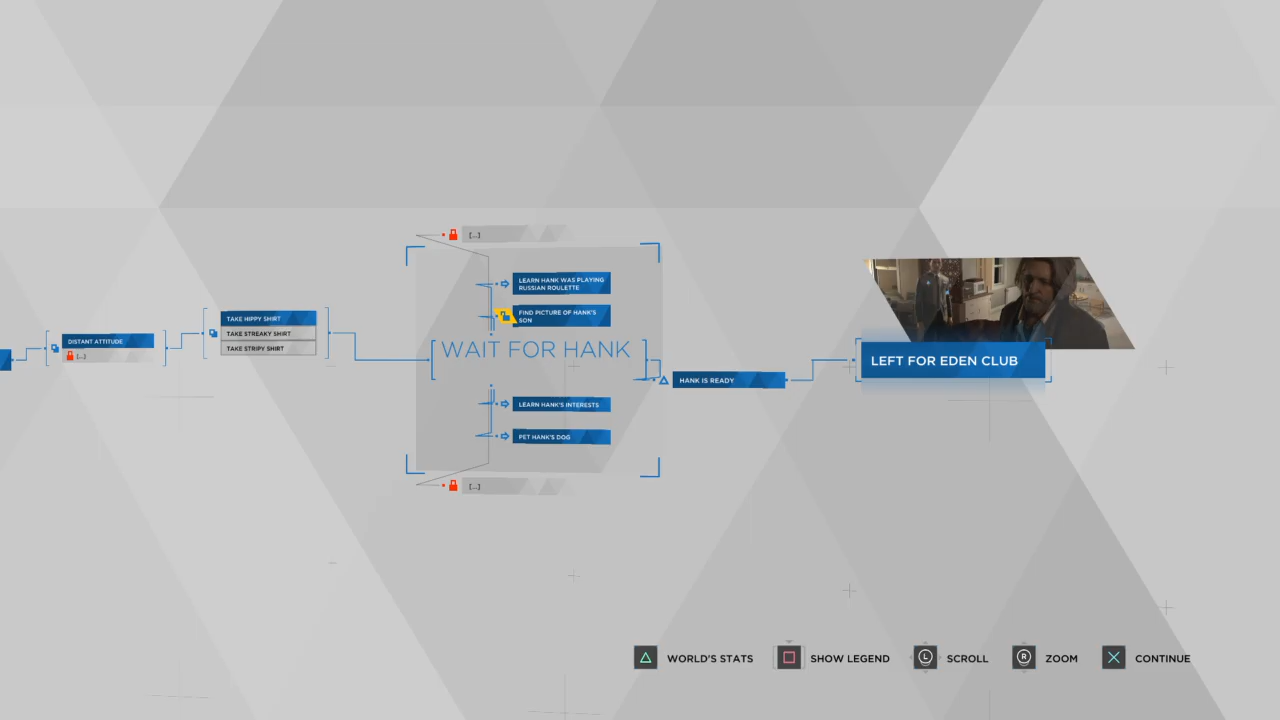 DISTANT ATTITUDE
[...]
TAKE HIPPY SHIRT
TAKE STREAKY SHIRT
TAKE STRIPY SHIRT
[...]
LEARN HANK WAS PLAYING
RUSSIAN ROULETTE
FIND PICTURE OF HANK'S
SON
WAIT FOR HANK
LEARN HANK'S INTERESTS
PET HANK'S DOG
[...]
HANK IS READY
LEFT FOR EDEN CLUB
WORLD'S STATS
SHOW LEGEND
L
SCROLL
R
ZOOM
CONTINUE